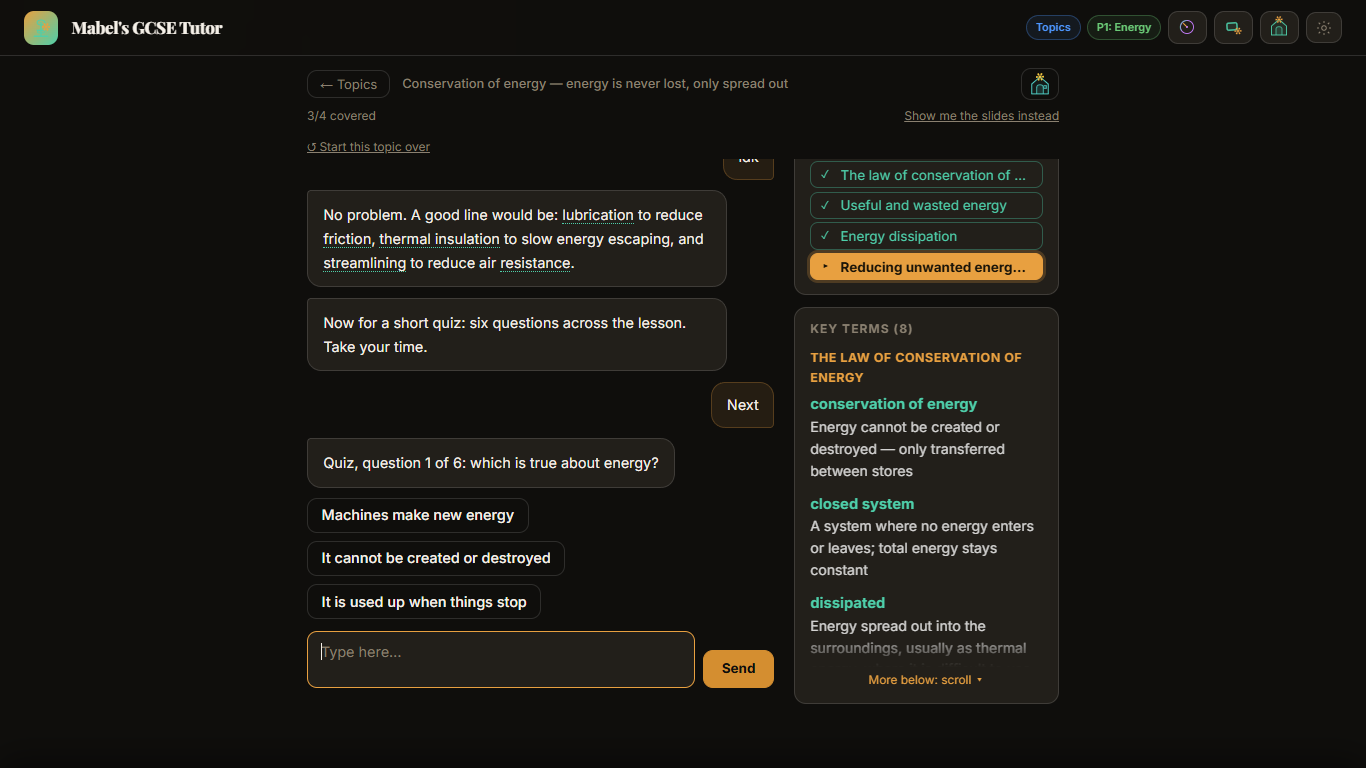 Mabel's GCSE Tutor
Topics
P1: Energy
← Topics
Conservation of energy — energy is never lost, only spread out
3/4 covered
Show me the slides instead
↺ Start this topic over
No problem. A good line would be: lubrication to reduce
friction, thermal insulation to slow energy escaping, and
streamlining to reduce air resistance.
Now for a short quiz: six questions across the lesson.
Take your time.
Next
Quiz, question 1 of 6: which is true about energy?
Machines make new energy
It cannot be created or destroyed
It is used up when things stop
Type here...
Send
✓ The law of conservation of ...
✓ Useful and wasted energy
✓ Energy dissipation
Reducing unwanted energ...
KEY TERMS (8)
THE LAW OF CONSERVATION OF
ENERGY
conservation of energy
Energy cannot be created or
destroyed — only transferred
between stores
closed system
A system where no energy enters
or leaves; total energy stays
constant
dissipated
Energy spread out into the
surroundings, usually as thermal
More below: scroll